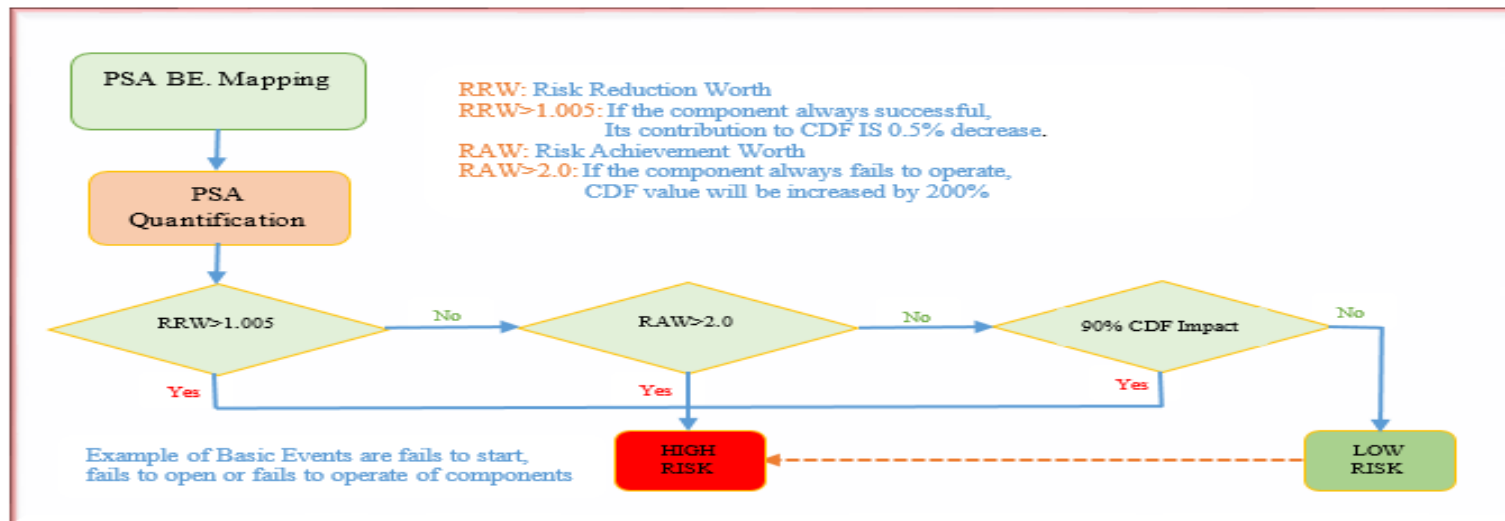 PSA BE. Mapping
RRW: Risk Reduction Worth
RRW>1.005: If the component always successful,
Its contribution to CDF IS 0.5% decrease.
RAW: Risk Achievement Worth
RAW>2.0: If the component always fails to operate,
CDF value will be increased by 200%
PSA
Quantification
RRW>1.005
No
RAW>2.0
No
90% CDF Impact
No
Yes
Yes
Yes
Example of Basic Events are fails to start,
fails to open or fails to operate of components
HIGH
RISK
LOW
RISK